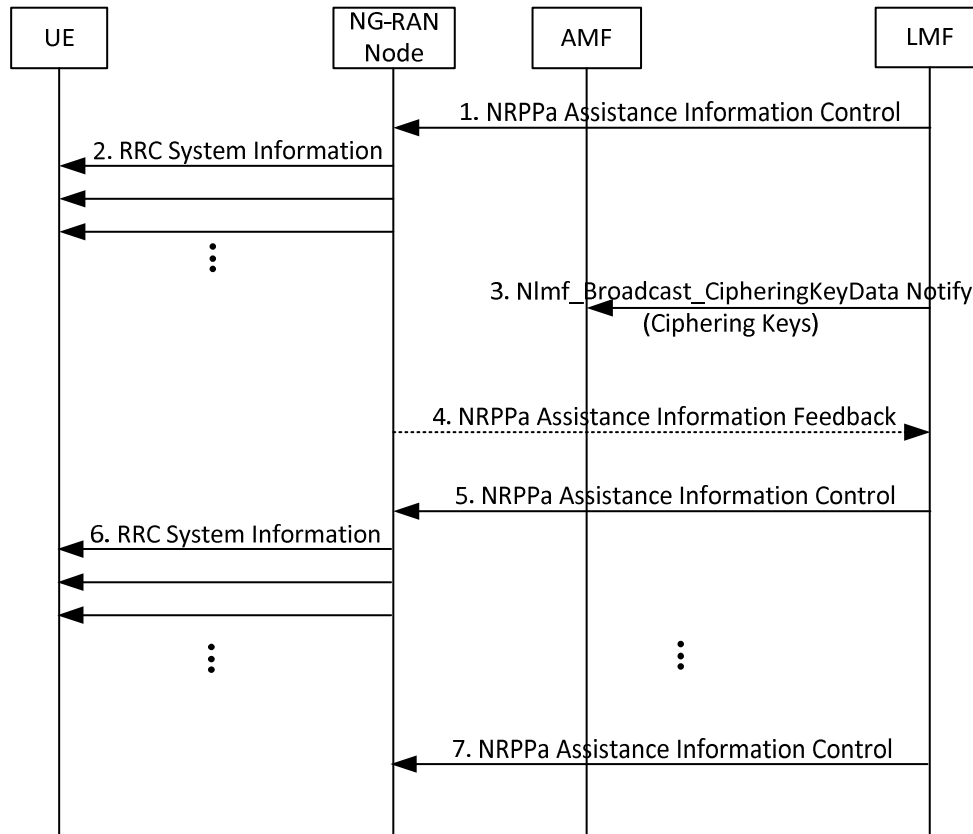 UE
NG-RAN
Node
AMF
LMF
1. NRPPa Assistance Information Control
2. RRC System Information
3. Nlmf_Broadcast_CipheringKeyData Notify
(Ciphering Keys)
4. NRPPa Assistance Information Feedback
5. NRPPa Assistance Information Control
6. RRC System Information
7. NRPPa Assistance Information Control